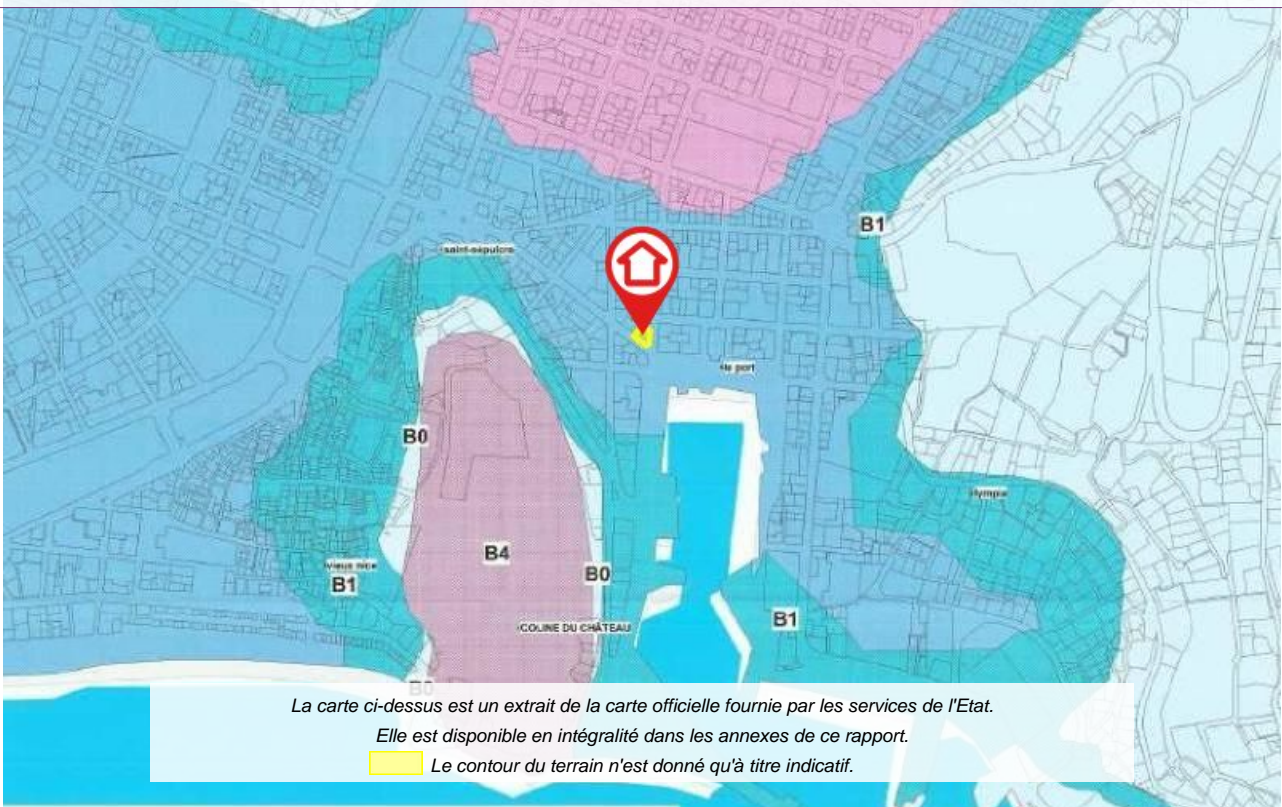 B1
saint-sépulcre
le port
B0
olympia
B4
vieux nice
B1
B0
COLINE DU CHÂTEAU
B1
B0
La carte ci-dessus est un extrait de la carte officielle fournie par les services de l'Etat.
Elle est disponible en intégralité dans les annexes de ce rapport.
Le contour du terrain n'est donné qu'à titre indicatif.